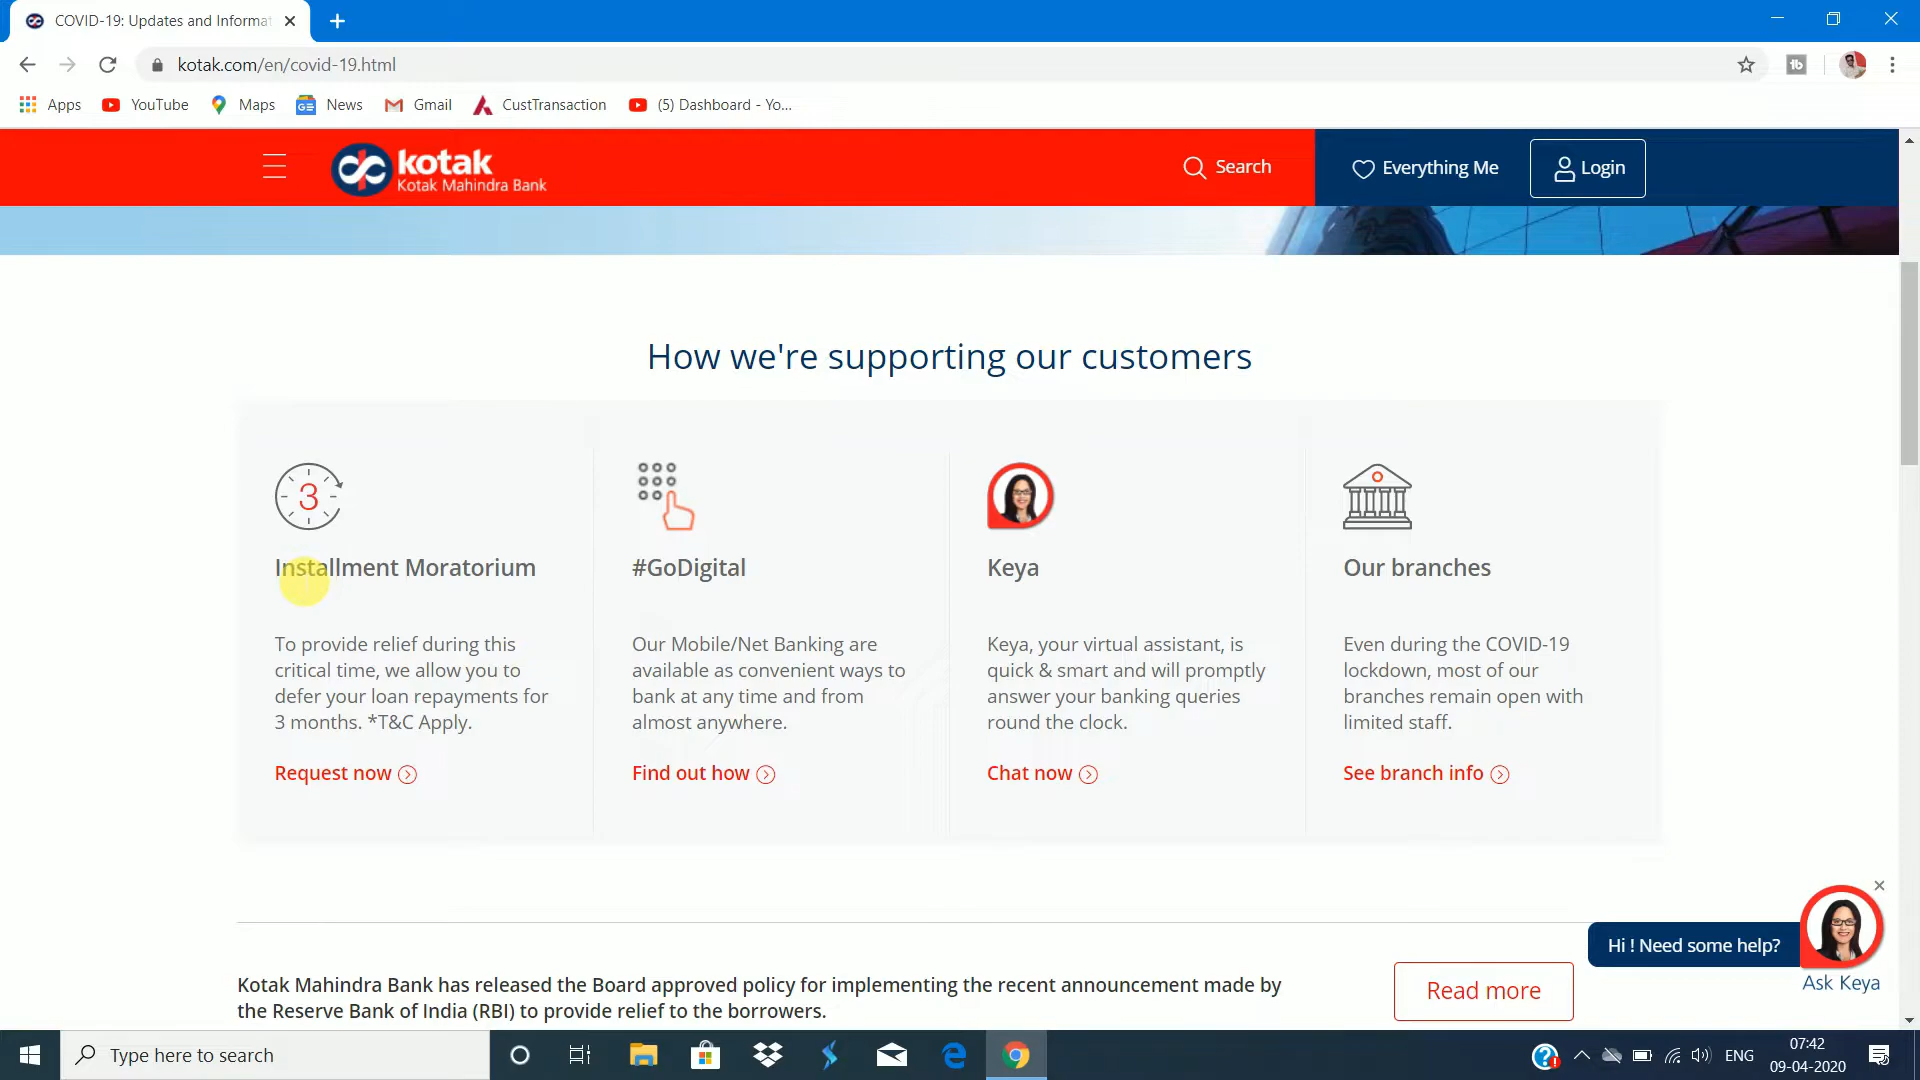 COVID-19: Updates and Informat
kotak.com/en/covid-19.html
Apps YouTube Maps News Gmail CustTransaction (5) Dashboard - Yo...
kotak
Kotak Mahindra Bank
Search
Everything Me
Login
How we're supporting our customers
3
Installment Moratorium
To provide relief during this
critical time, we allow you to
defer your loan repayments for
3 months. *T&C Apply.
Request now
#GoDigital
Our Mobile/Net Banking are
available as convenient ways to
bank at any time and from
almost anywhere.
Find out how
Keya
Keya, your virtual assistant, is
quick & smart and will promptly
answer your banking queries
round the clock.
Chat now
Our branches
Even during the COVID-19
lockdown, most of our
branches remain open with
limited staff.
See branch info
Hi ! Need some help?
Ask Keya
Kotak Mahindra Bank has released the Board approved policy for implementing the recent announcement made by
the Reserve Bank of India (RBI) to provide relief to the borrowers.
Read more
Type here to search
ENG
07:42
09-04-2020